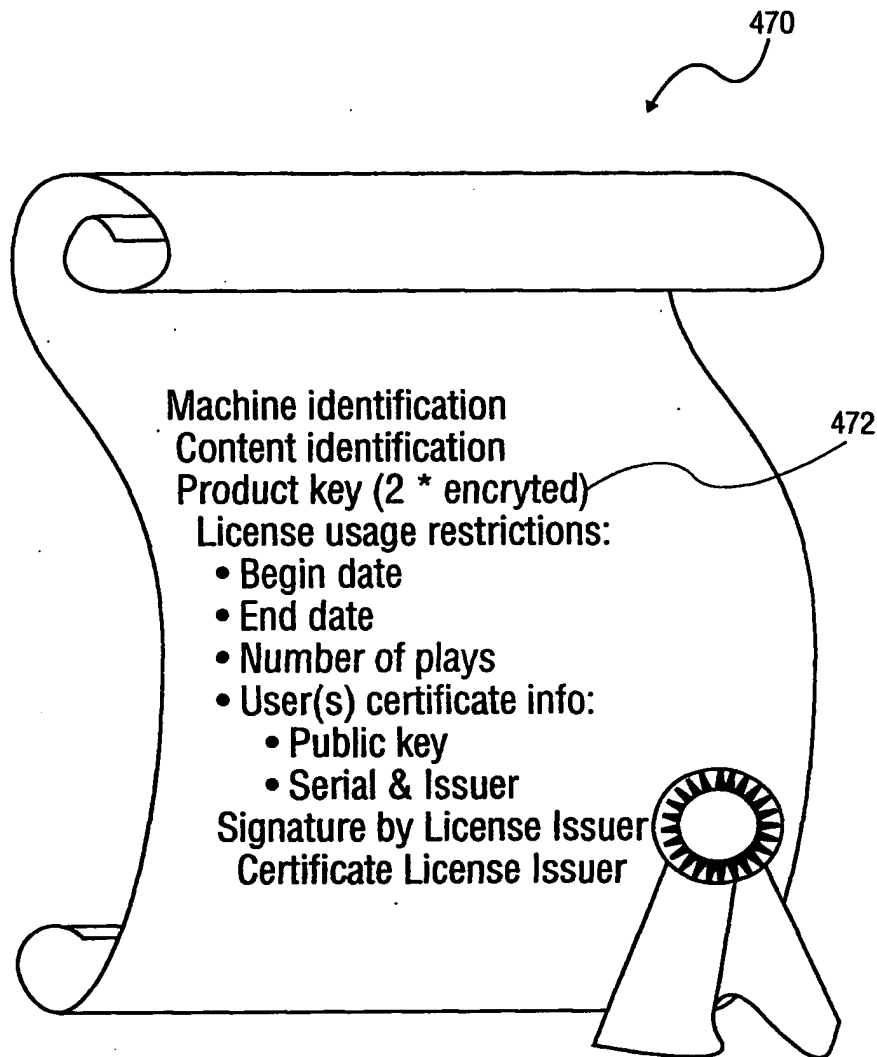 470
Machine identification
Content identification
472
Product key (2 * encryted)
License usage restrictions:
• Begin date
• End date
• Number of plays
• User(s) certificate info:
• Public key
• Serial & Issuer
Signature by License Issuer
Certificate License Issuer